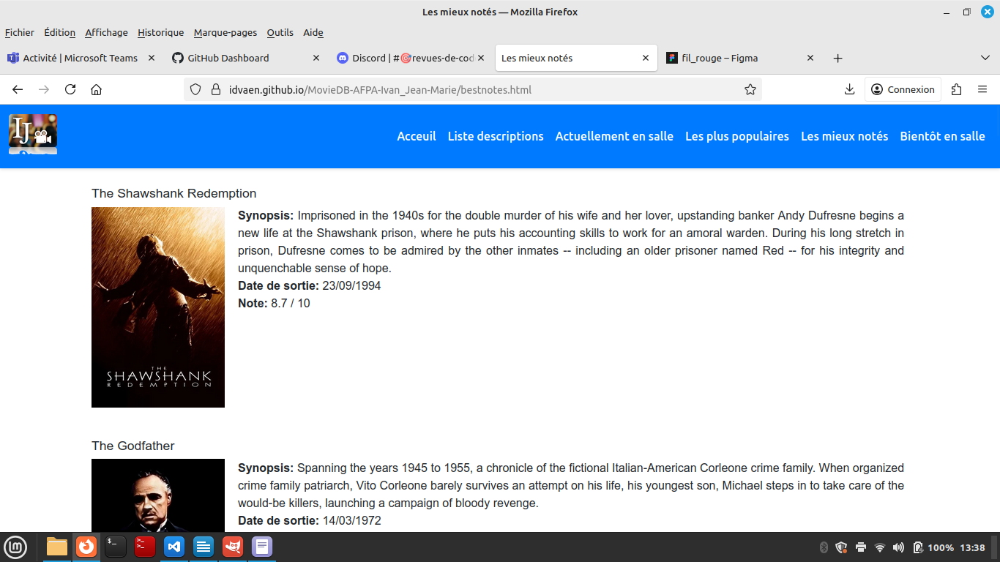 Les mieux notés — Mozilla Firefox
Fichier Édition Affichage Historique Marque-pages Outils Aide
Activité | Microsoft Teams
GitHub Dashboard
Discord | #🎯revues-de-cod
Les mieux notés
fil_rouge – Figma
idvaen.github.io/MovieDB-AFPA-Ivan_Jean-Marie/bestnotes.html
Connexion
IJ
Acceuil Liste descriptions Actuellement en salle Les plus populaires Les mieux notés Bientôt en salle
The Shawshank Redemption
Synopsis: Imprisoned in the 1940s for the double murder of his wife and her lover, upstanding banker Andy Dufresne begins a
new life at the Shawshank prison, where he puts his accounting skills to work for an amoral warden. During his long stretch in
prison, Dufresne comes to be admired by the other inmates -- including an older prisoner named Red -- for his integrity and
unquenchable sense of hope.
Date de sortie: 23/09/1994
Note: 8.7 / 10
THE
SHAWSHANK
REDEMPTION
The Godfather
Synopsis: Spanning the years 1945 to 1955, a chronicle of the fictional Italian-American Corleone crime family. When organized
crime family patriarch, Vito Corleone barely survives an attempt on his life, his youngest son, Michael steps in to take care of the
would-be killers, launching a campaign of bloody revenge.
Date de sortie: 14/03/1972
100% 13:38